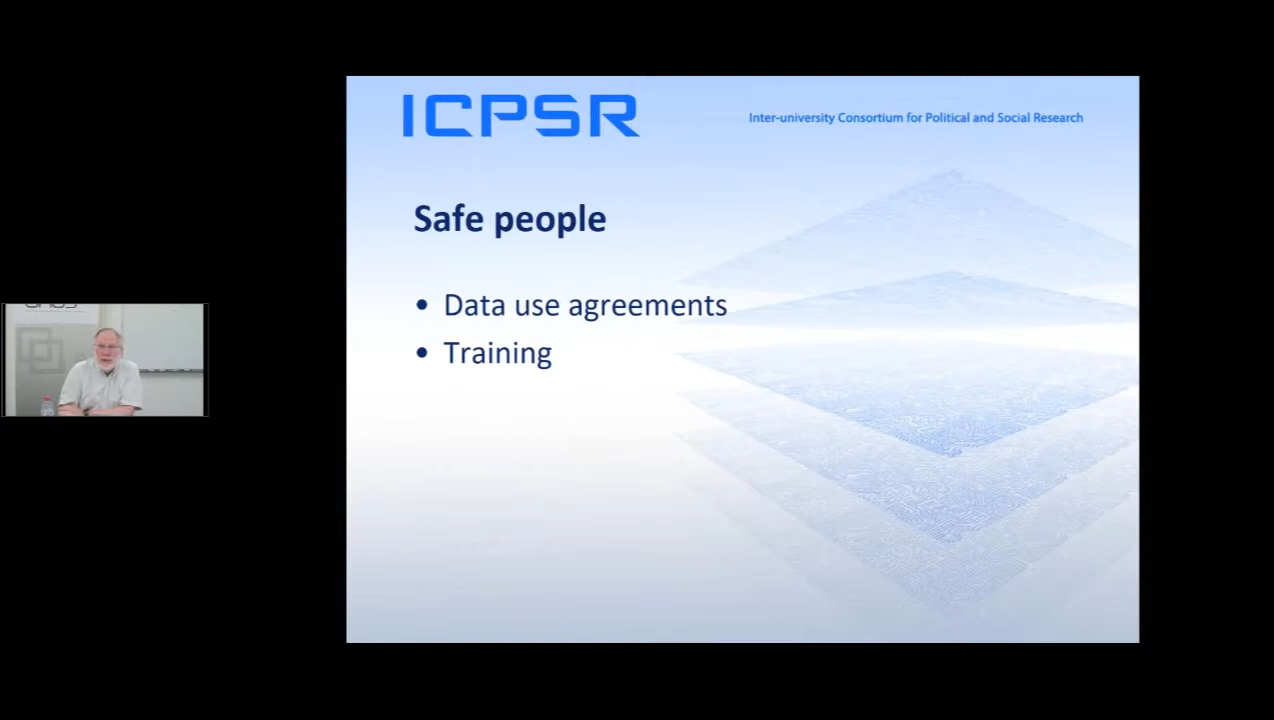 ICPSR
Inter-university Consortium for Political and Social Research
Safe people
• Data use agreements
• Training